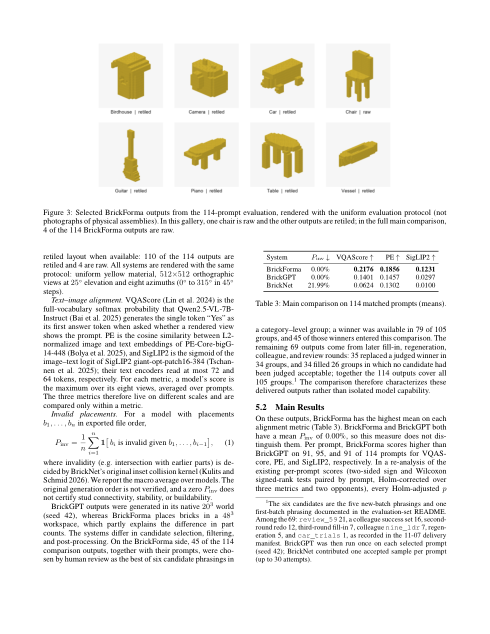 Birdhouse | retiled
Camera | retiled
Car | retiled
Chair | raw
Guitar | retiled
Piano | retiled
Table | retiled
Vessel | retiled
Figure 3: Selected BrickForma outputs from the 114-prompt evaluation, rendered with the uniform evaluation protocol (not
photographs of physical assemblies). In this gallery, one chair is raw and the other outputs are retiled; in the full main comparison,
4 of the 114 BrickForma outputs are raw.
retiled layout when available: 110 of the 114 outputs are
retiled and 4 are raw. All systems are rendered with the same
protocol: uniform yellow material, 512×512 orthographic
views at 25° elevation and eight azimuths (0° to 315° in 45°
steps).
Text–image alignment. VQAScore (Lin et al. 2024) is the
full-vocabulary softmax probability that Qwen2.5-VL-7B-
Instruct (Bai et al. 2025) generates the single token “Yes” as
its first answer token when asked whether a rendered view
shows the prompt. PE is the cosine similarity between L2-
normalized image and text embeddings of PE-Core-bigG-
14-448 (Bolya et al. 2025), and SigLIP2 is the sigmoid of the
image–text logit of SigLIP2 giant-opt-patch16-384 (Tschan-
nen et al. 2025); their text encoders read at most 72 and
64 tokens, respectively. For each metric, a model’s score is
the maximum over its eight views, averaged over prompts.
The three metrics therefore live on different scales and are
compared only within a metric.
Invalid placements. For a model with placements
b₁, . . . , bₙ in exported file order,
P_inv = 1/n ∑ⁿᵢ₌₁ 1[ bᵢ is invalid given b₁, . . . , bᵢ₋₁ ], (1)
where invalidity (e.g. intersection with earlier parts) is de-
cided by BrickNet’s original inset collision kernel (Kulits and
Schmid 2026). We report the macro average over models. The
original generation order is not verified, and a zero P_inv does
not certify stud connectivity, stability, or buildability.
BrickGPT outputs were generated in its native 20³ world
(seed 42), whereas BrickForma places bricks in a 48³
workspace, which partly explains the difference in part
counts. The systems differ in candidate selection, filtering,
and post-processing. On the BrickForma side, 45 of the 114
comparison outputs, together with their prompts, were cho-
sen by human review as the best of six candidate phrasings in
System P_inv ↓ VQAScore ↑ PE ↑ SigLIP2 ↑
BrickForma 0.00% 0.2176 0.1856 0.1231
BrickGPT 0.00% 0.1401 0.1457 0.0297
BrickNet 21.99% 0.0624 0.1302 0.0100
Table 3: Main comparison on 114 matched prompts (means).
a category–level group; a winner was available in 79 of 105
groups, and 45 of those winners entered this comparison. The
remaining 69 outputs come from later fill-in, regeneration,
colleague, and review rounds: 35 replaced a judged winner in
34 groups, and 34 filled 26 groups in which no candidate had
been judged acceptable; together the 114 outputs cover all
105 groups.¹ The comparison therefore characterizes these
delivered outputs rather than isolated model capability.
5.2 Main Results
On these outputs, BrickForma has the highest mean on each
alignment metric (Table 3). BrickForma and BrickGPT both
have a mean P_inv of 0.00%, so this measure does not dis-
tinguish them. Per prompt, BrickForma scores higher than
BrickGPT on 91, 95, and 91 of 114 prompts for VQAS-
core, PE, and SigLIP2, respectively. In a re-analysis of the
existing per-prompt scores (two-sided sign and Wilcoxon
signed-rank tests paired by prompt, Holm-corrected over
three metrics and two opponents), every Holm-adjusted p
¹The six candidates are the five new-batch phrasings and one
first-batch phrasing documented in the evaluation-set README.
Among the 69: review_59 21, a colleague success set 16, second-
round redo 12, third-round fill-in 7, colleague nine_ldr 7, regen-
eration 5, and car_trials 1, as recorded in the 11-07 delivery
manifest. BrickGPT was then run once on each selected prompt
(seed 42); BrickNet contributed one accepted sample per prompt
(up to 30 attempts).